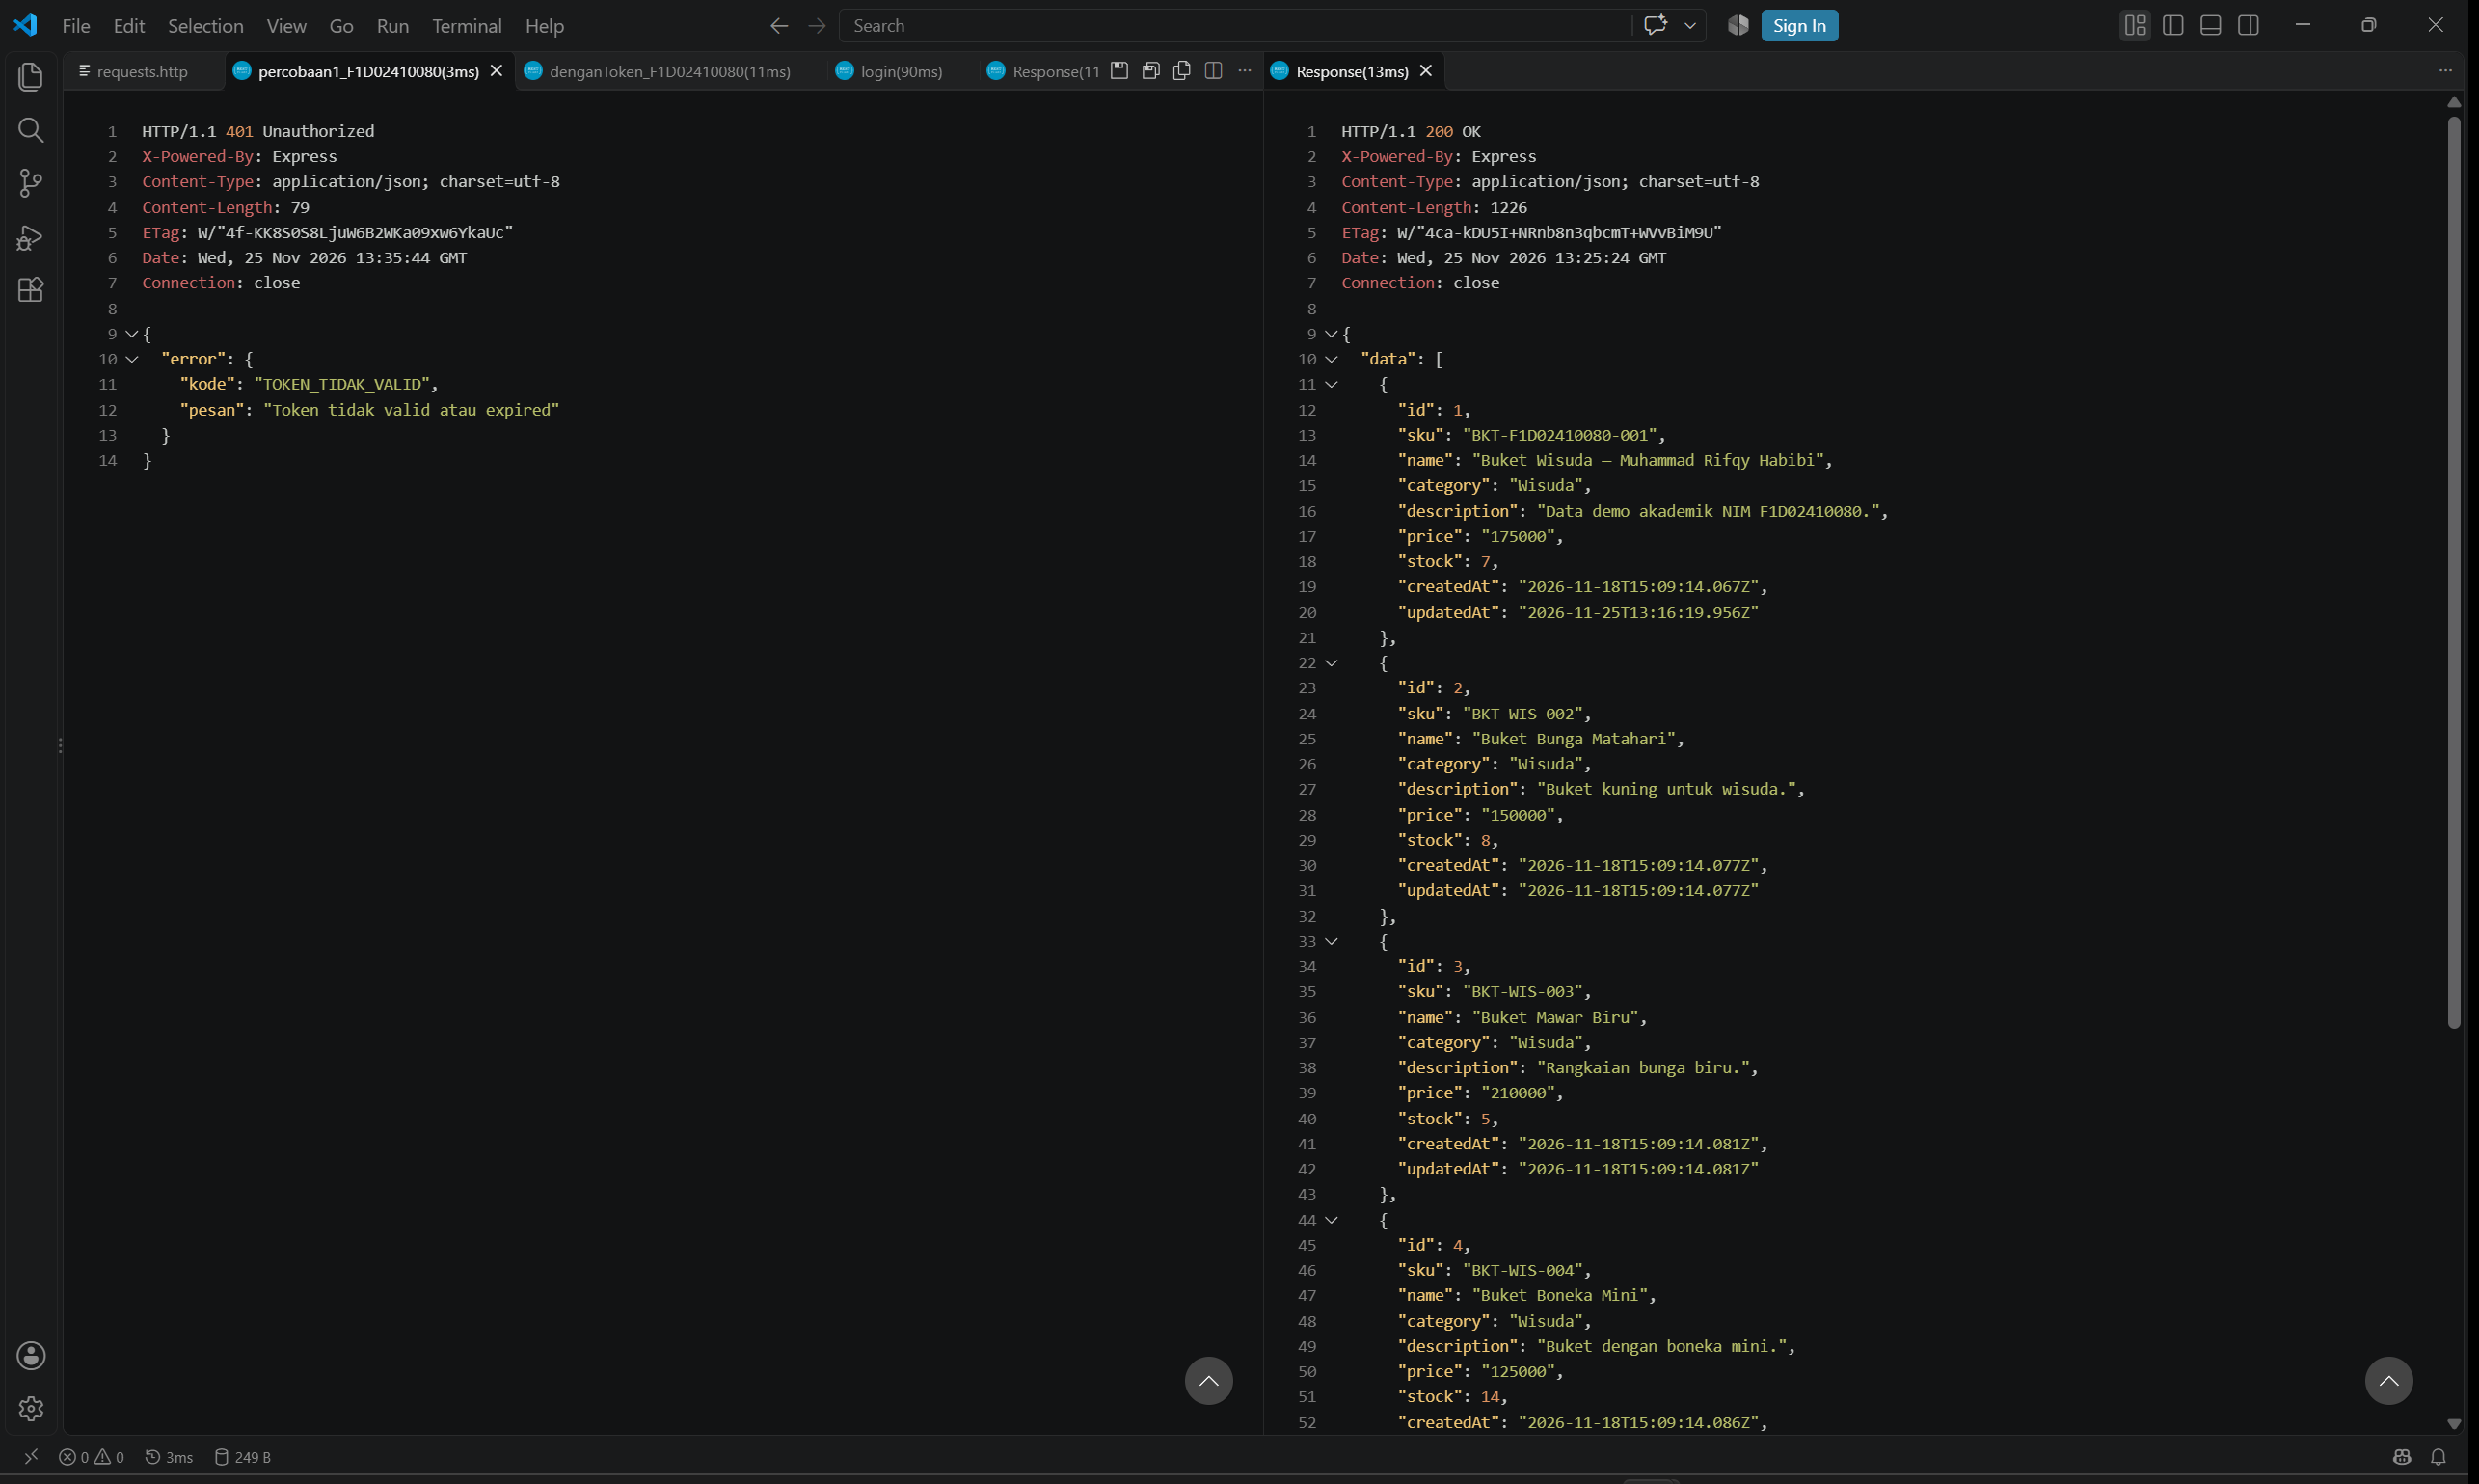 File Edit Selection View Go Run Terminal Help
Search
Sign In
requests.http
percobaan1_F1D02410080(3ms)
denganToken_F1D02410080(11ms)
login(90ms)
Response(11
1 HTTP/1.1 401 Unauthorized
2 X-Powered-By: Express
3 Content-Type: application/json; charset=utf-8
4 Content-Length: 79
5 ETag: W/"4f-KK8S0S8LjuW6B2WKa09xw6YkaUc"
6 Date: Wed, 25 Nov 2026 13:35:44 GMT
7 Connection: close
8
9 {
10 "error": {
11 "kode": "TOKEN_TIDAK_VALID",
12 "pesan": "Token tidak valid atau expired"
13 }
14 }
Response(13ms)
1 HTTP/1.1 200 OK
2 X-Powered-By: Express
3 Content-Type: application/json; charset=utf-8
4 Content-Length: 1226
5 ETag: W/"4ca-kDU5I+NRnb8n3qbcmT+WVvBiM9U"
6 Date: Wed, 25 Nov 2026 13:25:24 GMT
7 Connection: close
8
9 {
10 "data": [
11 {
12 "id": 1,
13 "sku": "BKT-F1D02410080-001",
14 "name": "Buket Wisuda — Muhammad Rifqy Habibi",
15 "category": "Wisuda",
16 "description": "Data demo akademik NIM F1D02410080.",
17 "price": "175000",
18 "stock": 7,
19 "createdAt": "2026-11-18T15:09:14.067Z",
20 "updatedAt": "2026-11-25T13:16:19.956Z"
21 },
22 {
23 "id": 2,
24 "sku": "BKT-WIS-002",
25 "name": "Buket Bunga Matahari",
26 "category": "Wisuda",
27 "description": "Buket kuning untuk wisuda.",
28 "price": "150000",
29 "stock": 8,
30 "createdAt": "2026-11-18T15:09:14.077Z",
31 "updatedAt": "2026-11-18T15:09:14.077Z"
32 },
33 {
34 "id": 3,
35 "sku": "BKT-WIS-003",
36 "name": "Buket Mawar Biru",
37 "category": "Wisuda",
38 "description": "Rangkaian bunga biru.",
39 "price": "210000",
40 "stock": 5,
41 "createdAt": "2026-11-18T15:09:14.081Z",
42 "updatedAt": "2026-11-18T15:09:14.081Z"
43 },
44 {
45 "id": 4,
46 "sku": "BKT-WIS-004",
47 "name": "Buket Boneka Mini",
48 "category": "Wisuda",
49 "description": "Buket dengan boneka mini.",
50 "price": "125000",
51 "stock": 14,
52 "createdAt": "2026-11-18T15:09:14.086Z",
0 0 3ms 249 B